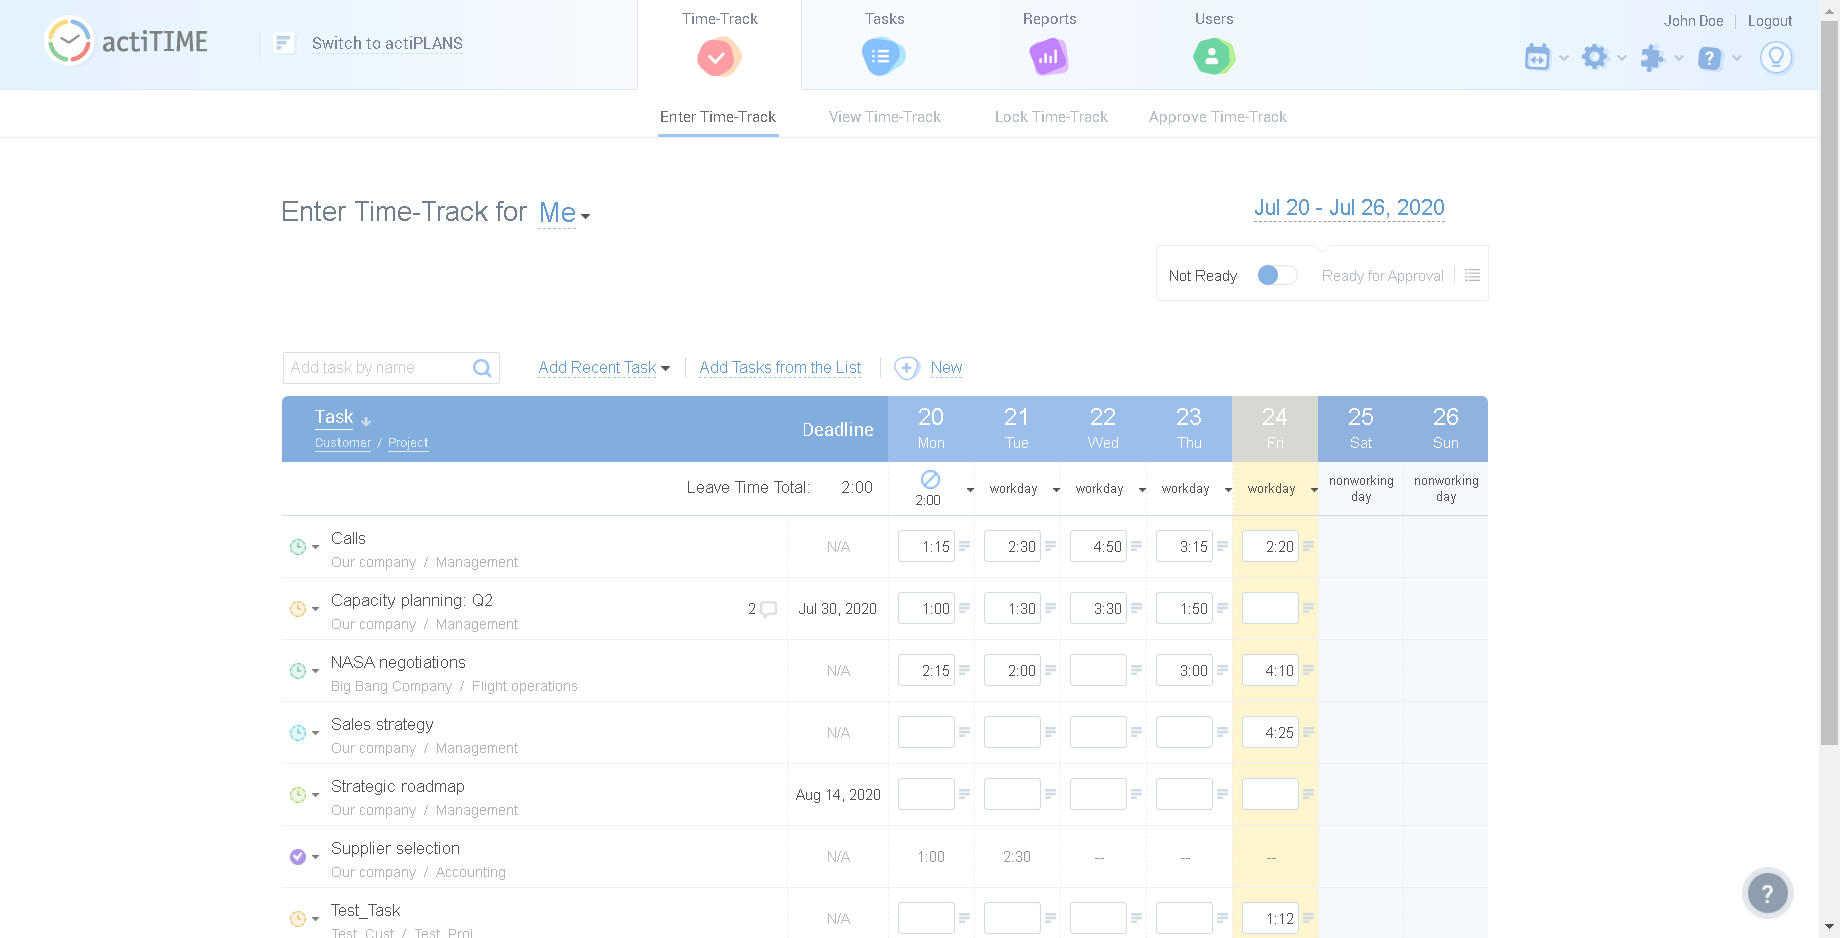 actiTIME
Switch to actiPLANS
Time-Track
Tasks
Reports
Users
John Doe
Logout
?
Enter Time-Track
View Time-Track
Lock Time-Track
Approve Time-Track
Enter Time-Track for Me
Jul 20 - Jul 26, 2020
Not Ready
Ready for Approval
Add task by name
Add Recent Task
Add Tasks from the List
New
Task
Customer / Project
Deadline
20 Mon
21 Tue
22 Wed
23 Thu
24 Fri
25 Sat
26 Sun
Leave Time Total: 2:00
2:00
workday
workday
workday
workday
nonworking day
nonworking day
Calls
Our company / Management
N/A 1:15 2:30 4:50 3:15 2:20
Capacity planning: Q2
Our company / Management
2 Jul 30, 2020 1:00 1:30 3:30 1:50
NASA negotiations
Big Bang Company / Flight operations
N/A 2:15 2:00 3:00 4:10
Sales strategy
Our company / Management
N/A 4:25
Strategic roadmap
Our company / Management
Aug 14, 2020
Supplier selection
Our company / Accounting
N/A 1:00 2:30 -- -- --
Test_Task
Test_Cust / Test_Proj
N/A 1:12
?